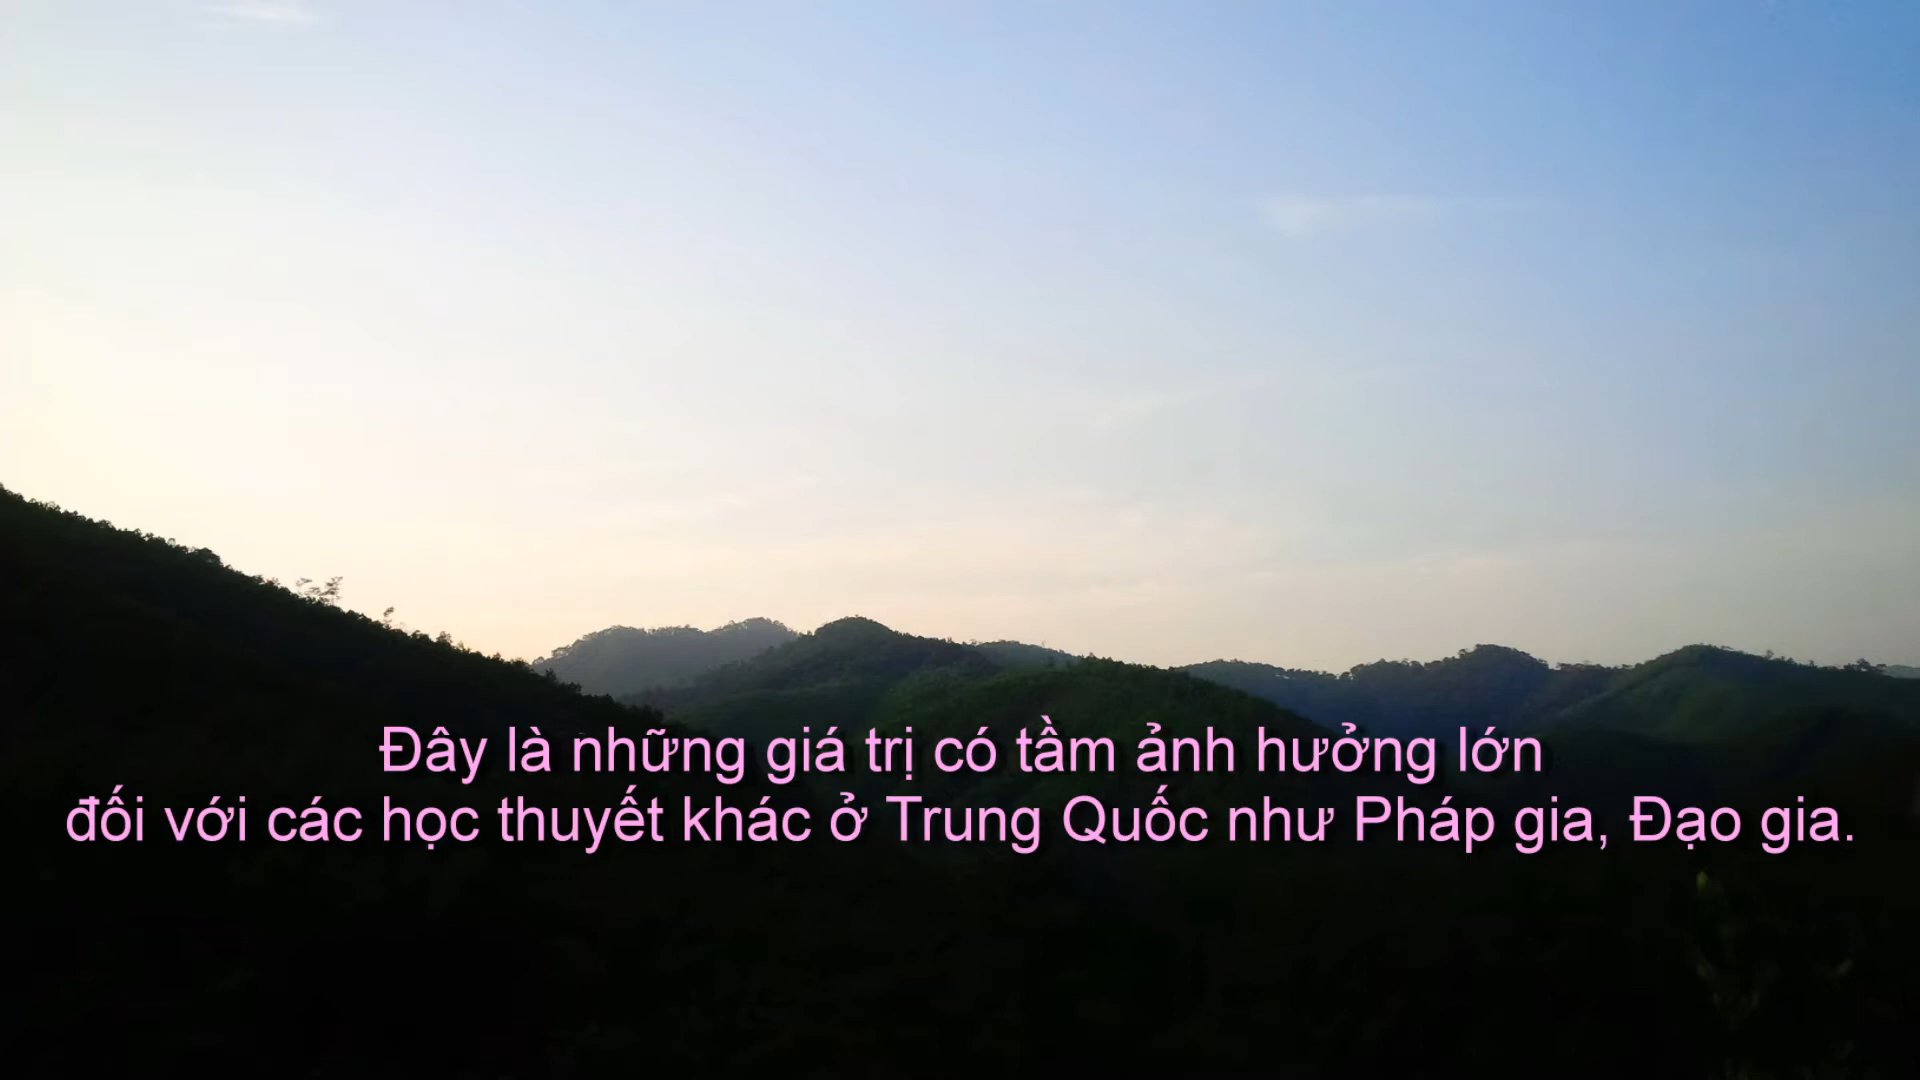 Đây là những giá trị có tầm ảnh hưởng lớn
đối với các học thuyết khác ở Trung Quốc như Pháp gia, Đạo gia.